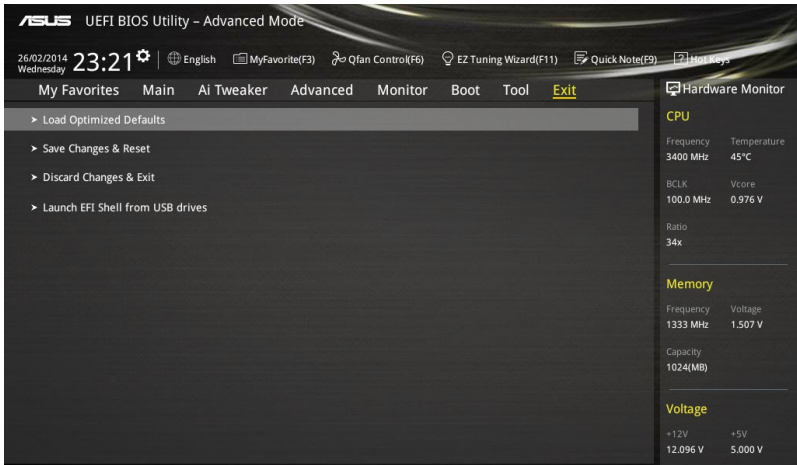 ASUS UEFI BIOS Utility – Advanced Mode
26/02/2014
Wednesday
23:21
English MyFavorite(F3) Qfan Control(F6) EZ Tuning Wizard(F11) Quick Note(F9) ? Hot Keys
My Favorites Main Ai Tweaker Advanced Monitor Boot Tool Exit
> Load Optimized Defaults
> Save Changes & Reset
> Discard Changes & Exit
> Launch EFI Shell from USB drives
Hardware Monitor
CPU
Frequency Temperature
3400 MHz 45°C
BCLK Vcore
100.0 MHz 0.976 V
Ratio
34x
Memory
Frequency Voltage
1333 MHz 1.507 V
Capacity
1024(MB)
Voltage
+12V +5V
12.096 V 5.000 V